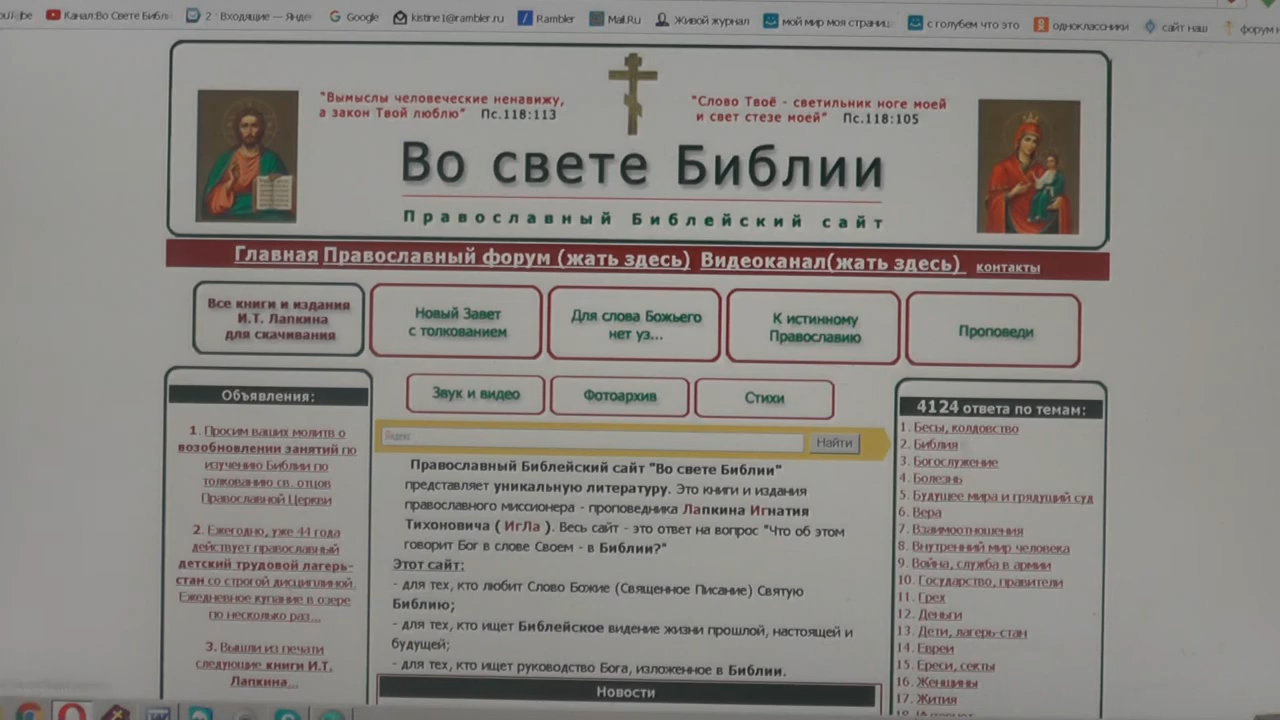 Канал:Во Свете Библ
2 · Входящие — Янде
Google
kistine1@rambler.ru
Rambler
Mail.Ru
Живой журнал
мой мир моя страниц
с голубем что это
одноклассники
сайт наш
форум н
"Вымыслы человеческие ненавижу,
а закон Твой люблю" Пс.118:113
"Слово Твоё - светильник ноге моей
и свет стезе моей" Пс.118:105
Во свете Библии
Православный Библейский сайт
Главная Православный форум (жать здесь) Видеоканал(жать здесь) контакты
Все книги и издания
И.Т. Лапкина
для скачивания
Новый Завет
с толкованием
Для слова Божьего
нет уз...
К истинному
Православию
Проповеди
Звук и видео
Фотоархив
Стихи
Объявления:
1. Просим ваших молитв о
возобновлении занятий по
изучению Библии по
толкованию св. отцов
Православной Церкви
2. Ежегодно, уже 44 года
действует православный
детский трудовой лагерь-
стан со строгой дисциплиной.
Ежедневное купание в озере
по несколько раз...
3. Вышли из печати
следующие книги И.Т.
Лапкина...
Яндекс
Найти
Православный Библейский сайт "Во свете Библии"
представляет уникальную литературу. Это книги и издания
православного миссионера - проповедника Лапкина Игнатия
Тихоновича ( ИгЛа ). Весь сайт - это ответ на вопрос "Что об этом
говорит Бог в слове Своем - в Библии?"
Этот сайт:
- для тех, кто любит Слово Божие (Священное Писание) Святую
Библию;
- для тех, кто ищет Библейское видение жизни прошлой, настоящей и
будущей;
- для тех, кто ищет руководство Бога, изложенное в Библии.
Новости
4124 ответа по темам:
1. Бесы, колдовство
2. Библия
3. Богослужение
4. Болезнь
5. Будущее мира и грядущий суд
6. Вера
7. Взаимоотношения
8. Внутренний мир человека
9. Война, служба в армии
10. Государство, правители
11. Грех
12. Деньги
13. Дети, лагерь-стан
14. Евреи
15. Ереси, секты
16. Женщины
17. Жития